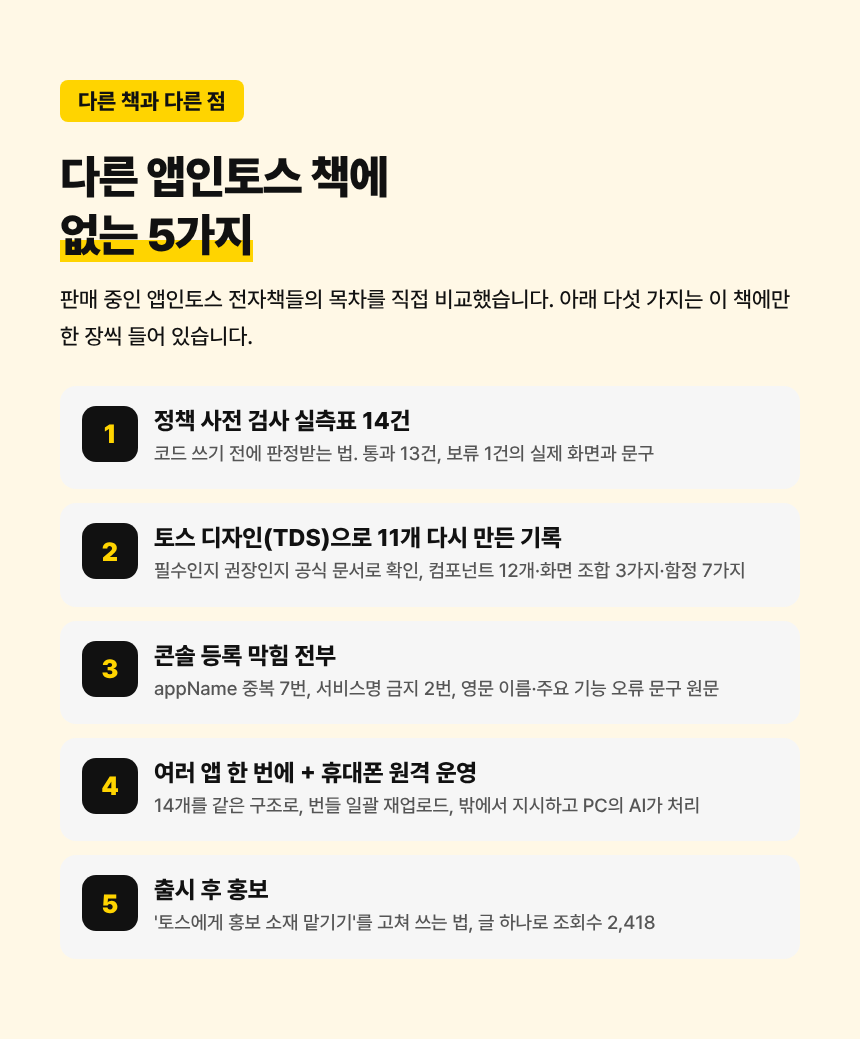 다른 책과 다른 점
다른 앱인토스 책에
없는 5가지
판매 중인 앱인토스 전자책들의 목차를 직접 비교했습니다. 아래 다섯 가지는 이 책에만
한 장씩 들어 있습니다.
1
정책 사전 검사 실측표 14건
코드 쓰기 전에 판정받는 법. 통과 13건, 보류 1건의 실제 화면과 문구
2
토스 디자인(TDS)으로 11개 다시 만든 기록
필수인지 권장인지 공식 문서로 확인, 컴포넌트 12개·화면 조합 3가지·함정 7가지
3
콘솔 등록 막힘 전부
appName 중복 7번, 서비스명 금지 2번, 영문 이름·주요 기능 오류 문구 원문
4
여러 앱 한 번에 + 휴대폰 원격 운영
14개를 같은 구조로, 번들 일괄 재업로드, 밖에서 지시하고 PC의 AI가 처리
5
출시 후 홍보
'토스에게 홍보 소재 맡기기'를 고쳐 쓰는 법, 글 하나로 조회수 2,418